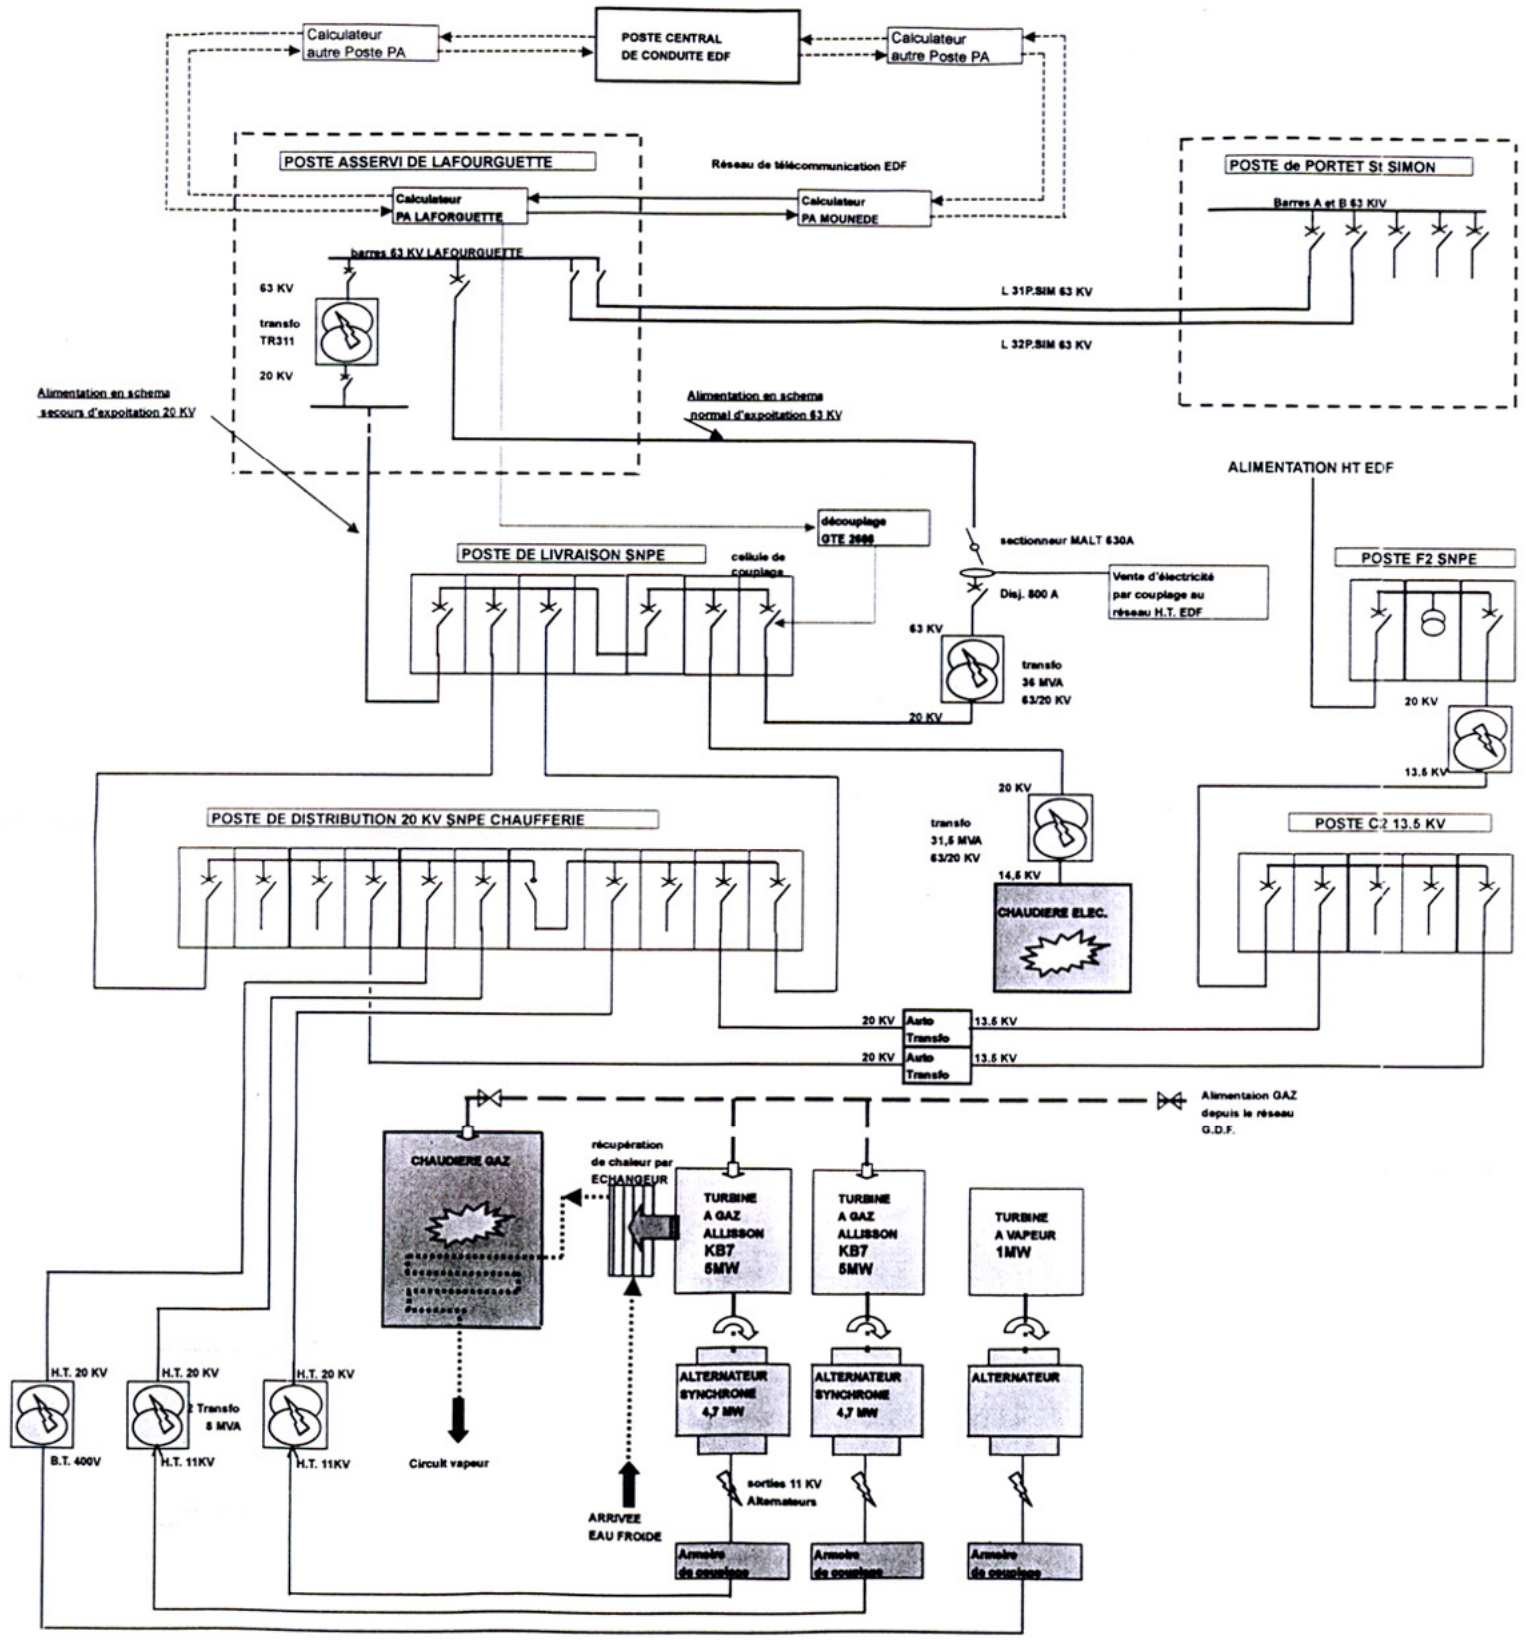 Calculateur
autre Poste PA
POSTE CENTRAL
DE CONDUITE EDF
Calculateur
autre Poste PA
POSTE ASSERVI DE LAFOURGUETTE
Réseau de télécommunication EDF
POSTE de PORTET St SIMON
Calculateur
PA LAFORGUETTE
Calculateur
PA MOUNEDE
Barres A et B 63 KIV
barres 63 KV LAFOURGUETTE
63 KV
L 31P.SIM 63 KV
transfo
TR311
L 32P.SIM 63 KV
20 KV
Alimentation en schema
secours d'expoitation 20 KV
Alimentation en schema
normal d'expoitation 63 KV
ALIMENTATION HT EDF
découplage
GTE 2666
sectionneur MALT 630A
POSTE DE LIVRAISON SNPE
cellule de
couplage
POSTE F2 SNPE
Vente d'électricité
par couplage au
réseau H.T. EDF
Disj. 800 A
63 KV
transfo
36 MVA
63/20 KV
20 KV
20 KV
13.5 KV
20 KV
POSTE DE DISTRIBUTION 20 KV SNPE CHAUFFERIE
transfo
31,5 MVA
63/20 KV
POSTE C2 13.5 KV
14,5 KV
CHAUDIERE ELEC.
20 KV
Auto
Transfo
13.5 KV
20 KV
Auto
Transfo
13.5 KV
Alimentaion GAZ
depuis le réseau
G.D.F.
CHAUDIERE GAZ
récupération
de chaleur par
ECHANGEUR
TURBINE
A GAZ
ALLISSON
KB7
5MW
TURBINE
A GAZ
ALLISSON
KB7
5MW
TURBINE
A VAPEUR
1MW
H.T. 20 KV
H.T. 20 KV
H.T. 20 KV
ALTERNATEUR
SYNCHRONE
4,7 MW
ALTERNATEUR
SYNCHRONE
4,7 MW
ALTERNATEUR
2 Transfo
8 MVA
B.T. 400V
H.T. 11KV
H.T. 11KV
Circuit vapeur
sorties 11 KV
Alternateurs
ARRIVEE
EAU FROIDE
Armoire
de couplage
Armoire
de couplage
Armoire
de couplage